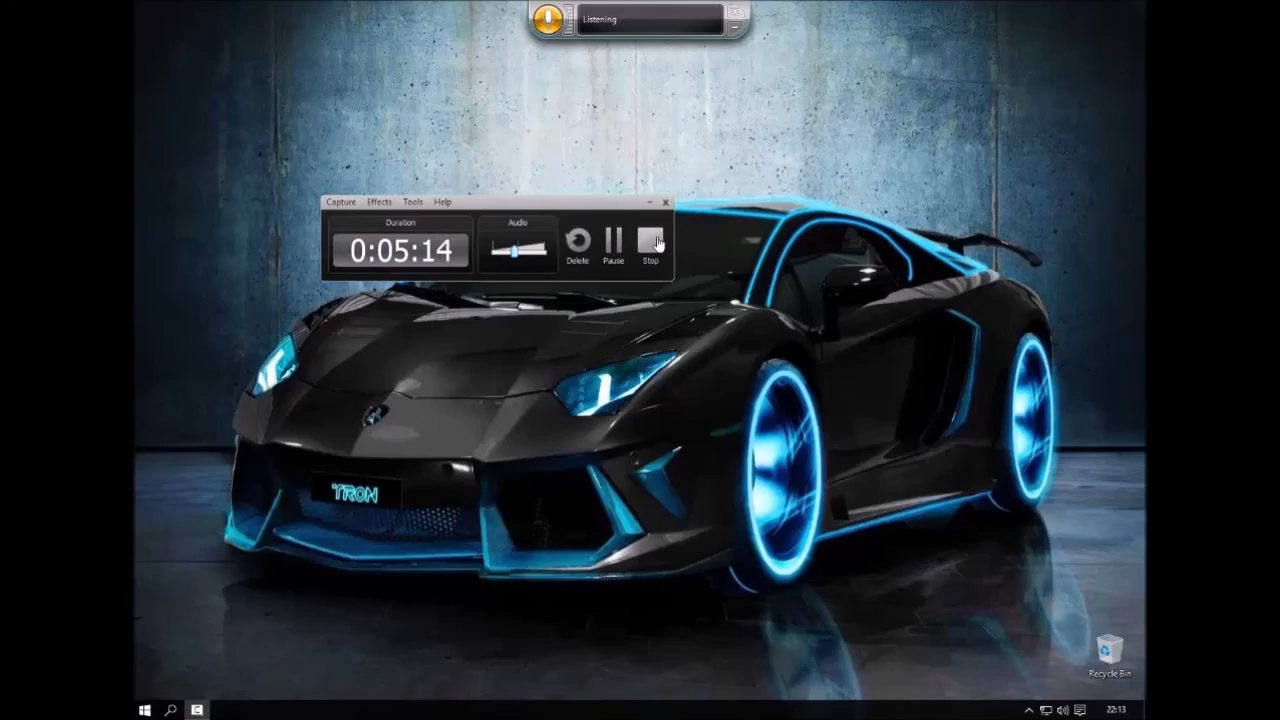 Listening
Capture Effects Tools Help
Duration
Audio
0:05:14
Delete
Pause
Stop
TRON
Recycle Bin
22:13